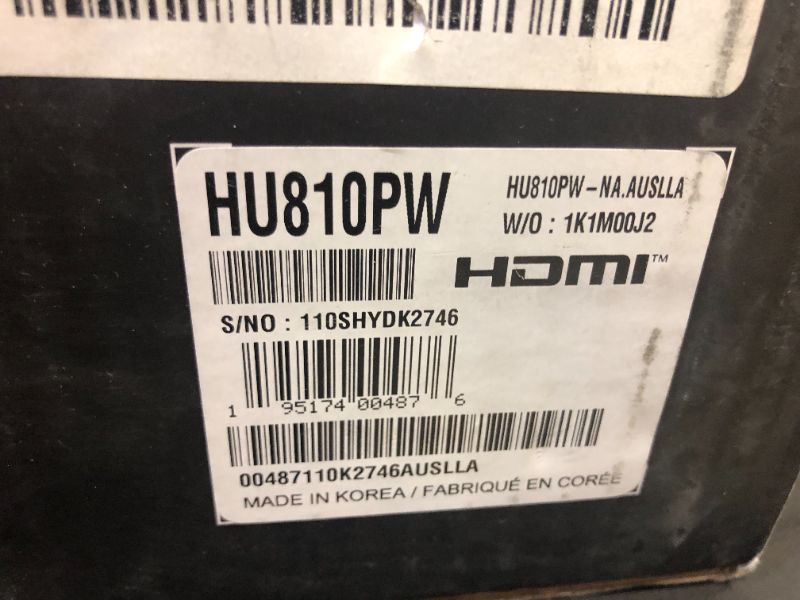 HU810PW
HU810PW-NA.AUSLLA
W/O : 1K1M00J2
HDMI™
S/NO : 110SHYDK2746
1 95174 00487 6
00487110K2746AUSLLA
MADE IN KOREA / FABRIQUÉ EN CORÉE